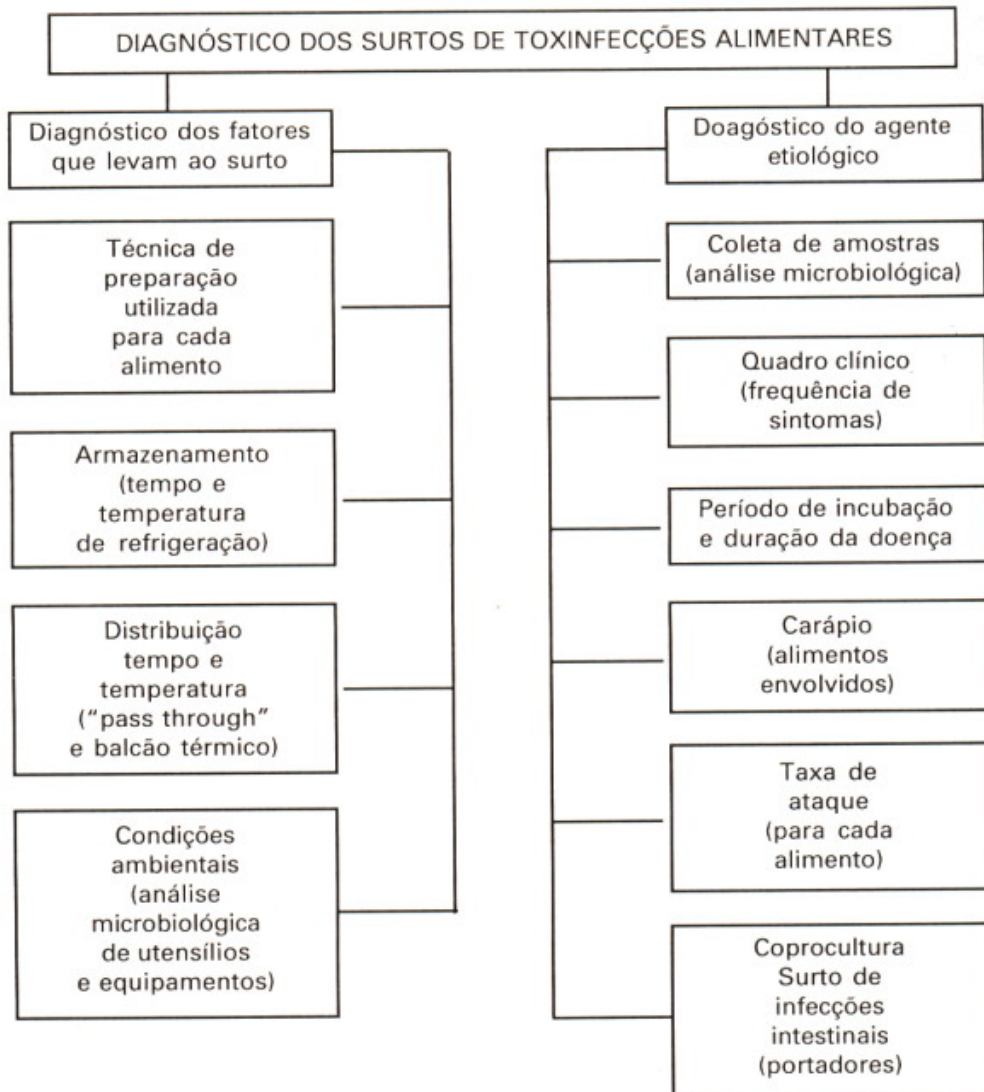 DIAGNÓSTICO DOS SURTOS DE TOXINFECÇÕES ALIMENTARES
Diagnóstico dos fatores
que levam ao surto
Técnica de
preparação
utilizada
para cada
alimento
Armazenamento
(tempo e
temperatura
de refrigeração)
Distribuição
tempo e
temperatura
("pass through"
e balcão térmico)
Condições
ambientais
(análise
microbiológica
de utensílios
e equipamentos)
Doagóstico do agente
etiológico
Coleta de amostras
(análise microbiológica)
Quadro clínico
(frequência de
sintomas)
Período de incubação
e duração da doença
Carápio
(alimentos
envolvidos)
Taxa de
ataque
(para cada
alimento)
Coprocultura
Surto de
infecções
intestinais
(portadores)